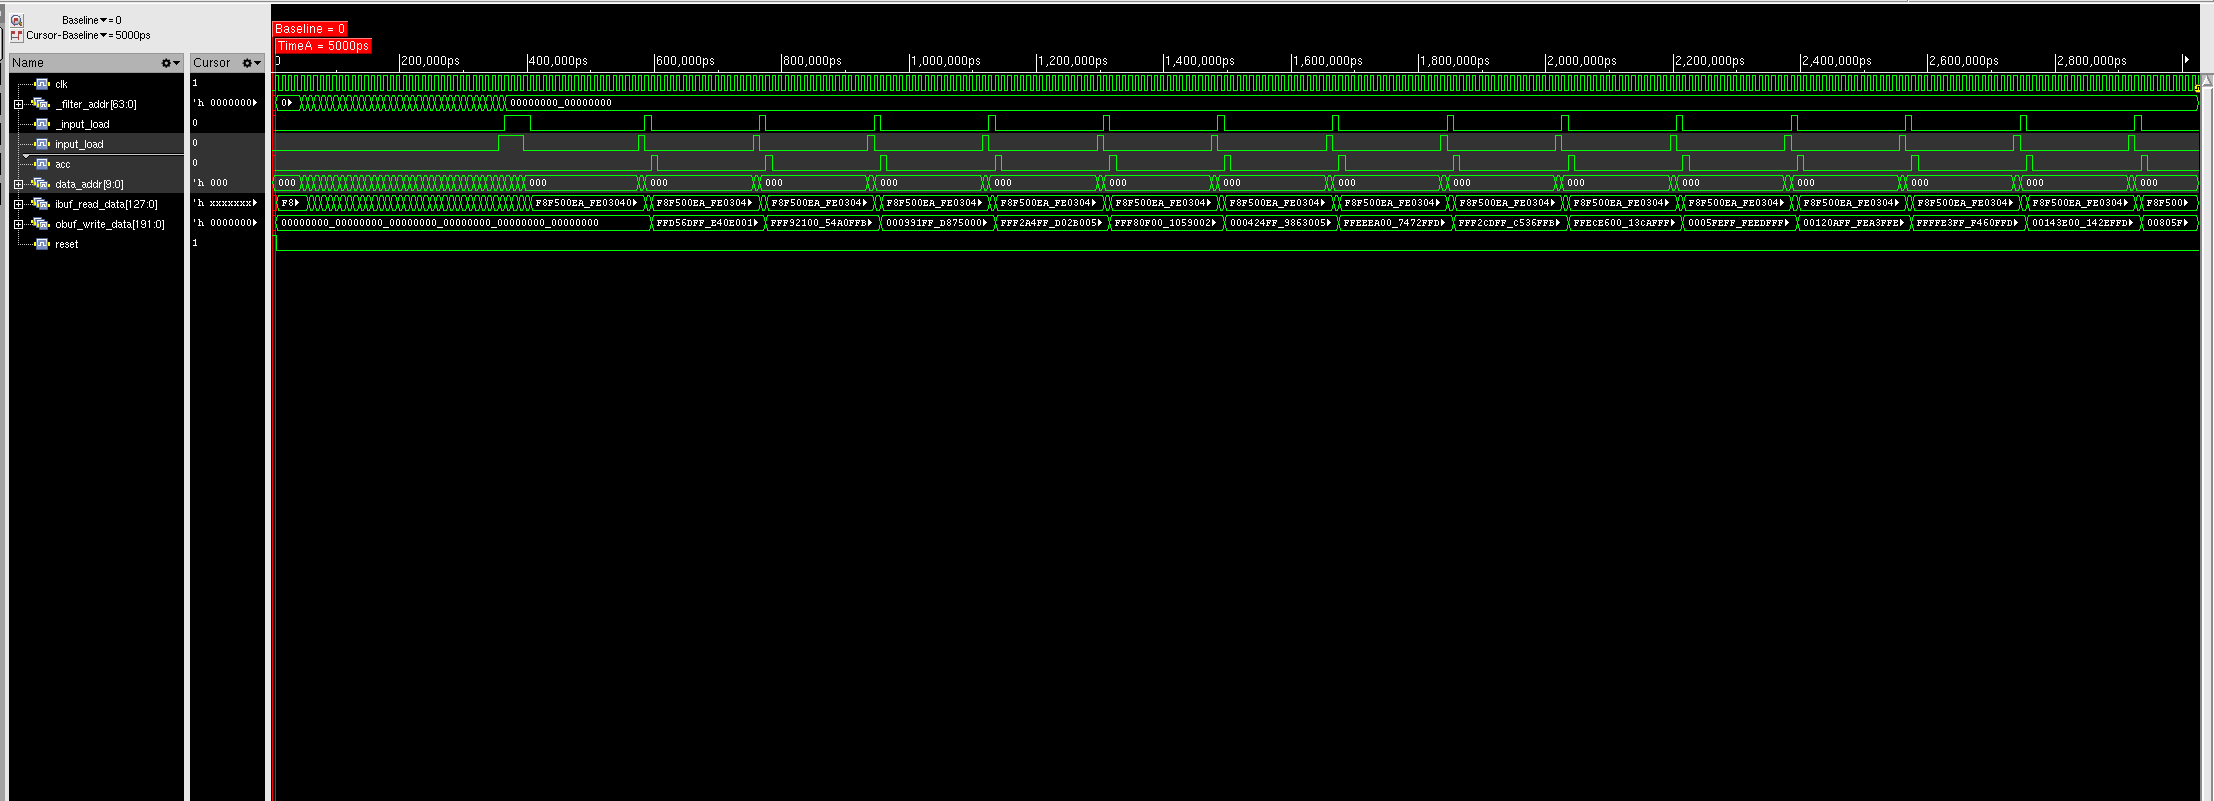 Baseline▼= 0
Cursor-Baseline▼= 5000ps
Baseline = 0
TimeA = 5000ps
Name
Cursor
0 200,000ps 400,000ps 600,000ps 800,000ps 1,000,000ps 1,200,000ps 1,400,000ps 1,600,000ps 1,800,000ps 2,000,000ps 2,200,000ps 2,400,000ps 2,600,000ps 2,800,000ps
clk 1
_filter_addr[63:0] 'h 0000000▶ 0▶ 00000000_00000000
_input_load 0
input_load 0
acc 0
data_addr[9:0] 'h 000 000 000 000 000 000 000 000 000 000 000 000 000 000 000 000 000
ibuf_read_data[127:0] 'h xxxxxxx▶ F8▶ F8F500EA_FE03040▶ F8F500EA_FE0304▶ F8F500EA_FE0304▶ F8F500EA_FE0304▶ F8F500EA_FE0304▶ F8F500EA_FE0304▶ F8F500EA_FE0304▶ F8F500EA_FE0304▶ F8F500EA_FE0304▶ F8F500EA_FE0304▶ F8F500EA_FE0304▶ F8F500EA_FE0304▶ F8F500EA_FE0304▶ F8F500EA_FE0304▶ F8F500▶
obuf_write_data[191:0] 'h 0000000▶ 00000000_00000000_00000000_00000000_00000000_00000000 FFD56DFF_E40E001▶ FFF92100_54A0FFB▶ 000991FF_D875000▶ FFF2A4FF_D02B005▶ FFF80F00_1059002▶ 000424FF_9863005▶ FFEEEA00_7472FFD▶ FFF2CDFF_C536FFB▶ FFECE600_13CAFFF▶ 0005FEFF_FEEDFFF▶ 00120AFF_FEA3FFE▶ FFFFE3FF_F460FFD▶ 00143E00_142EFFD▶ 00805F▶
reset 1